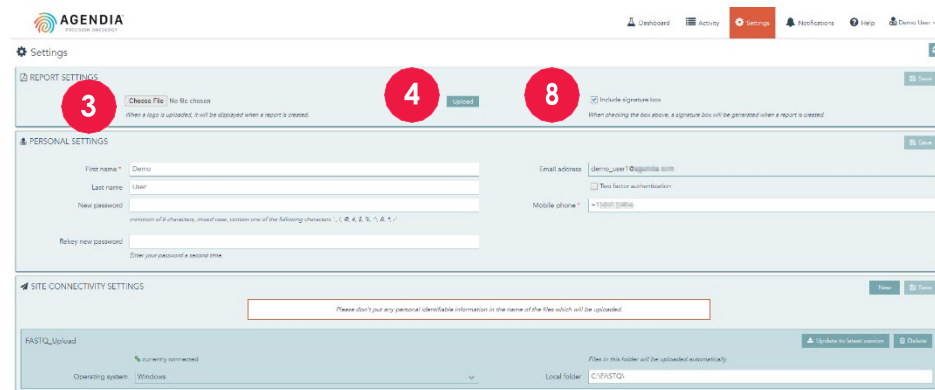 AGENDIA
PRECISION ONCOLOGY
Dashboard Activity Settings Notifications Help Demo User
Settings
REPORT SETTINGS Save
3 Choose File No file chosen 4 Upload 8 Include signature box
When a logo is uploaded, it will be displayed when a report is created. When checking the box above, a signature box will be generated when a report is created.
PERSONAL SETTINGS Save
First name * Demo Email address demo_user1@
Last name User Two factor authentication
New password Mobile phone *
minimum of 8 characters, mixed case, contain one of the following characters
Rekey new password
Enter your password a second time.
SITE CONNECTIVITY SETTINGS New Save
Please don't put any personal identifiable information in the name of the files which will be uploaded.
FASTQ_Upload Update to latest version Delete
currently connected Files in this folder will be uploaded automatically.
Operating system Windows Local folder C:\FASTQ\